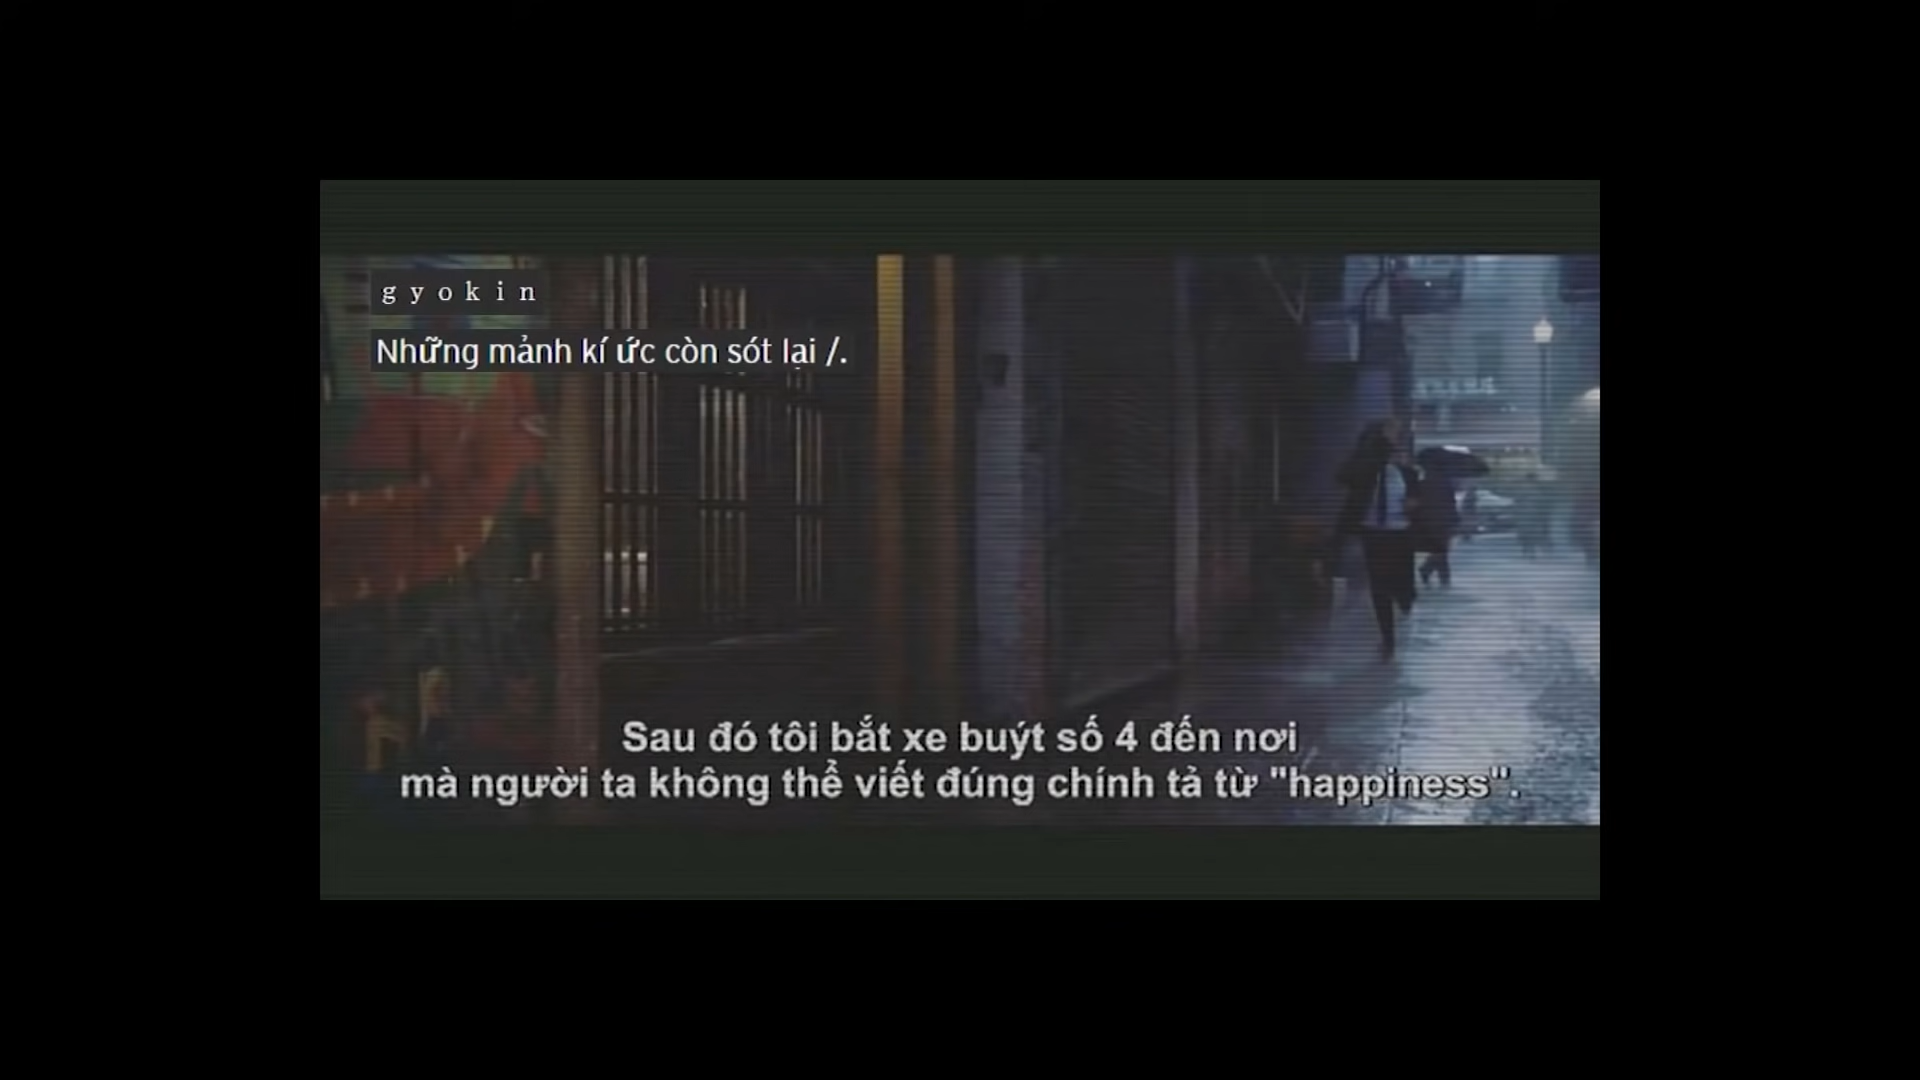 g y o k i n
Những mảnh kí ức còn sót lại /.
Sau đó tôi bắt xe buýt số 4 đến nơi
mà người ta không thể viết đúng chính tả từ "happiness".